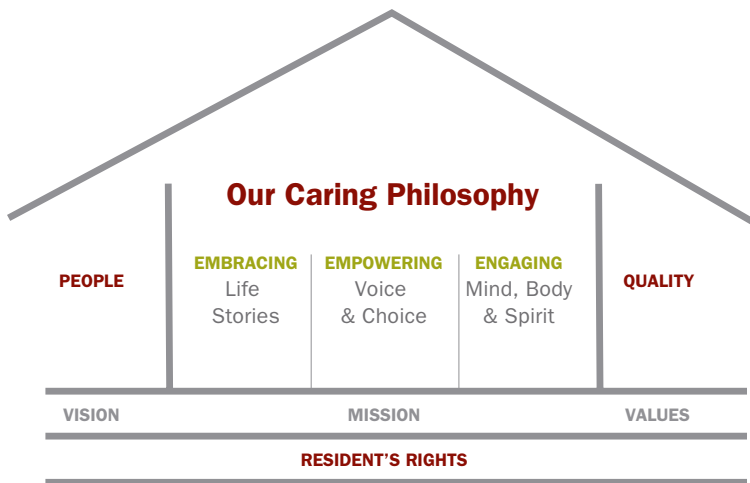 Our Caring Philosophy
PEOPLE
EMBRACING
Life
Stories
EMPOWERING
Voice
& Choice
ENGAGING
Mind, Body
& Spirit
QUALITY
VISION
MISSION
VALUES
RESIDENT’S RIGHTS